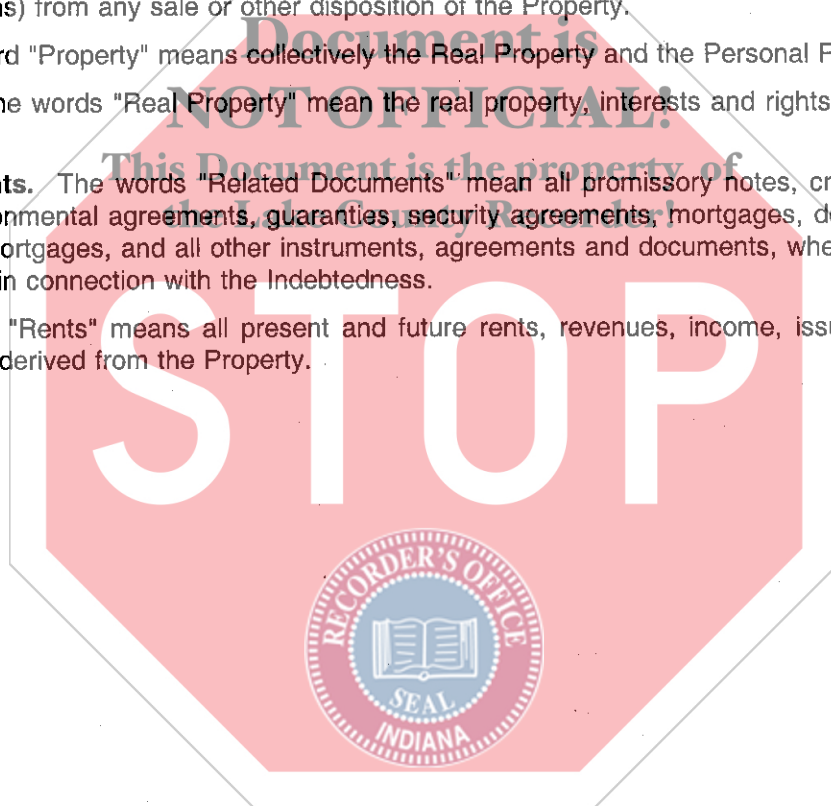 ns) from any sale or other disposition of the Property.
Document is
rd "Property" means collectively the Real Property and the Personal P
NOT OFFICIAL!
he words "Real Property" mean the real property, interests and rights
This Document is the property of
nts. The words "Related Documents" mean all promissory notes, cr
the Lake County Recorder!
onmental agreements, guaranties, security agreements, mortgages, d
ortgages, and all other instruments, agreements and documents, whe
in connection with the Indebtedness.
"Rents" means all present and future rents, revenues, income, issu
derived from the Property.
STOP
RECORDER'S OFFICE
SEAL
INDIANA